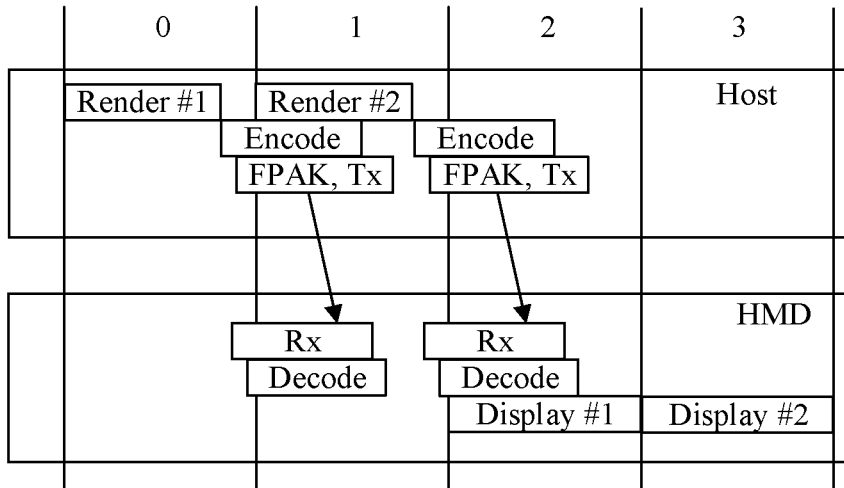 0 1 2 3
Host
Render #1 Render #2
Encode Encode
FPAK, Tx FPAK, Tx
HMD
Rx Rx
Decode Decode
Display #1 Display #2